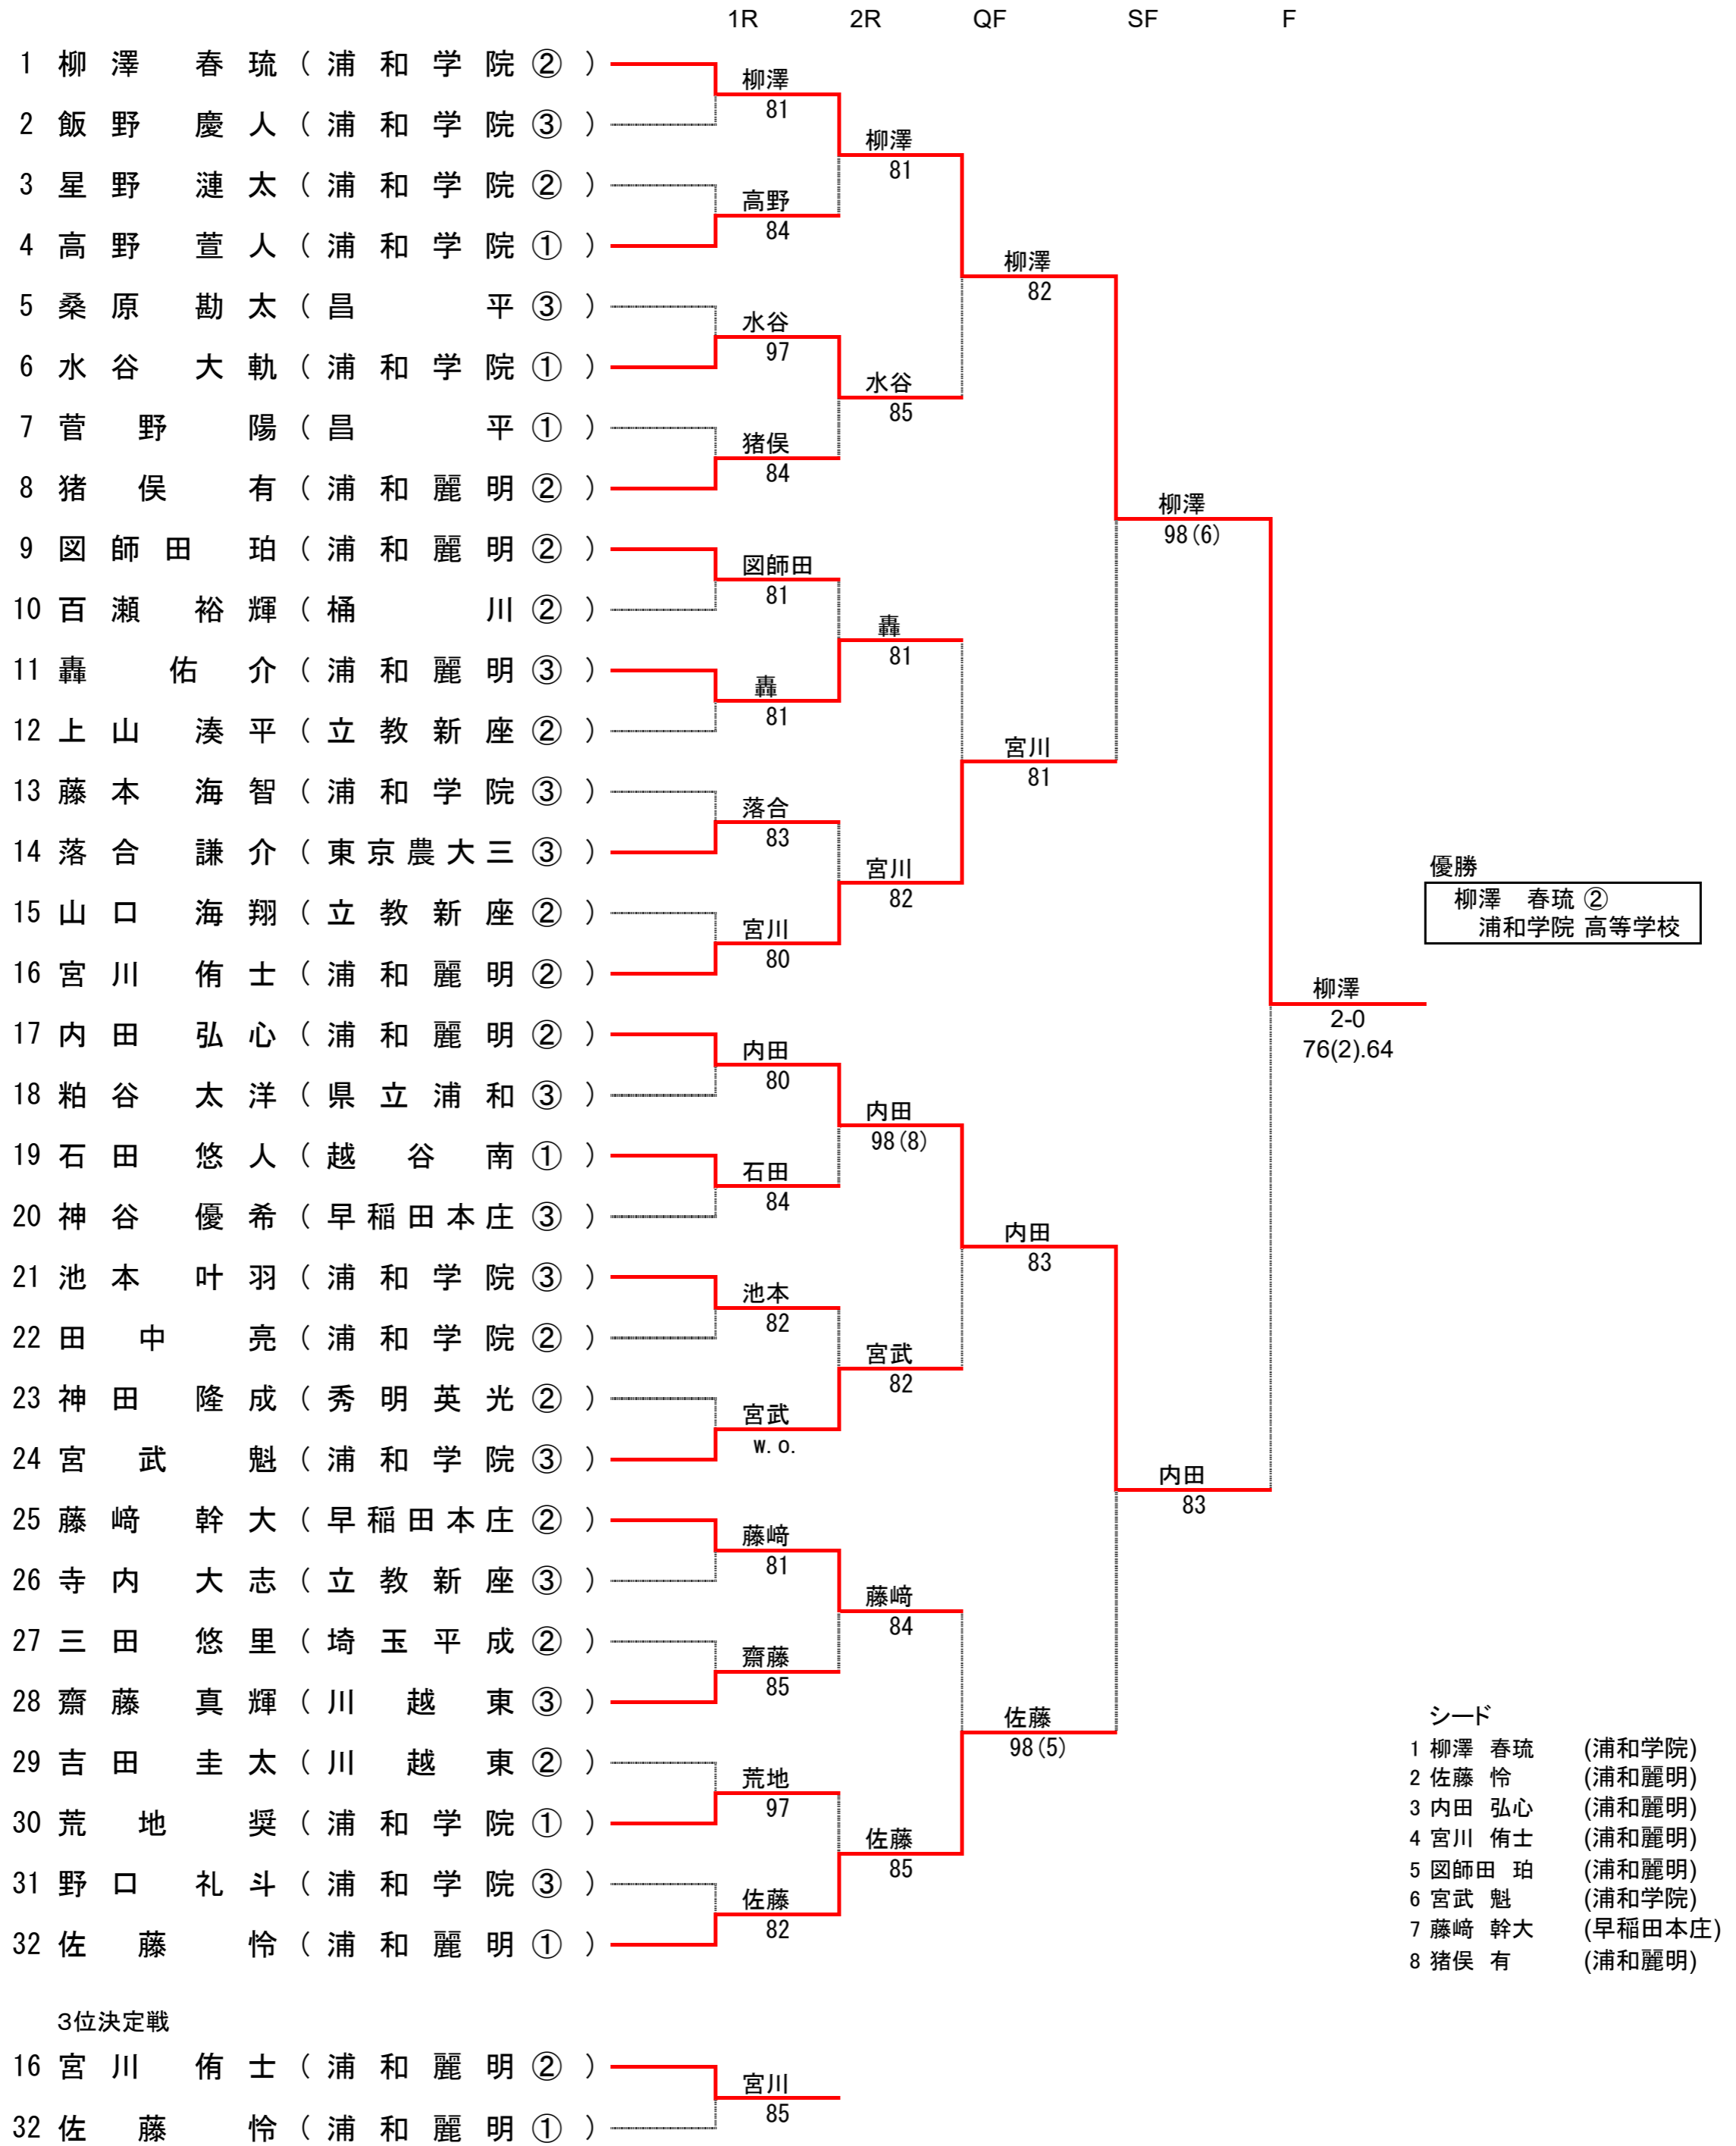 1R 2R QF SF F
1 柳澤 春琉 (浦和学院②)
柳澤
81
2 飯野 慶人 (浦和学院③)
柳澤
81
3 星野 漣太 (浦和学院②)
高野
84
4 高野 萱人 (浦和学院①)
柳澤
82
5 桑原 勘太 (昌平③)
水谷
97
6 水谷 大軌 (浦和学院①)
水谷
85
7 菅野 陽 (昌平①)
猪俣
84
8 猪俣 有 (浦和麗明②)
柳澤
98(6)
9 図師田 珀 (浦和麗明②)
図師田
81
10 百瀬 裕輝 (桶川②)
轟
81
11 轟 佑介 (浦和麗明③)
轟
81
12 上山 湊平 (立教新座②)
宮川
81
13 藤本 海智 (浦和学院③)
落合
83
14 落合 謙介 (東京農大三③)
宮川
82
15 山口 海翔 (立教新座②)
宮川
80
16 宮川 侑士 (浦和麗明②)
優勝
柳澤 春琉 ②
浦和学院 高等学校
柳澤
2-0
76(2).64
17 内田 弘心 (浦和麗明②)
内田
80
18 粕谷 太洋 (県立浦和③)
内田
98(8)
19 石田 悠人 (越谷南①)
石田
84
20 神谷 優希 (早稲田本庄③)
内田
83
21 池本 叶羽 (浦和学院③)
池本
82
22 田中 亮 (浦和学院②)
宮武
82
23 神田 隆成 (秀明英光②)
宮武
w.o.
24 宮武 魁 (浦和学院③)
内田
83
25 藤﨑 幹大 (早稲田本庄②)
藤﨑
81
26 寺内 大志 (立教新座③)
藤﨑
84
27 三田 悠里 (埼玉平成②)
齋藤
85
28 齋藤 真輝 (川越東③)
佐藤
98(5)
29 吉田 圭太 (川越東②)
荒地
97
30 荒地 奨 (浦和学院①)
佐藤
85
31 野口 礼斗 (浦和学院③)
佐藤
82
32 佐藤 怜 (浦和麗明①)
シード
1 柳澤 春琉 (浦和学院)
2 佐藤 怜 (浦和麗明)
3 内田 弘心 (浦和麗明)
4 宮川 侑士 (浦和麗明)
5 図師田 珀 (浦和麗明)
6 宮武 魁 (浦和学院)
7 藤﨑 幹大 (早稲田本庄)
8 猪俣 有 (浦和麗明)
3位決定戦
16 宮川 侑士 (浦和麗明②)
宮川
85
32 佐藤 怜 (浦和麗明①)